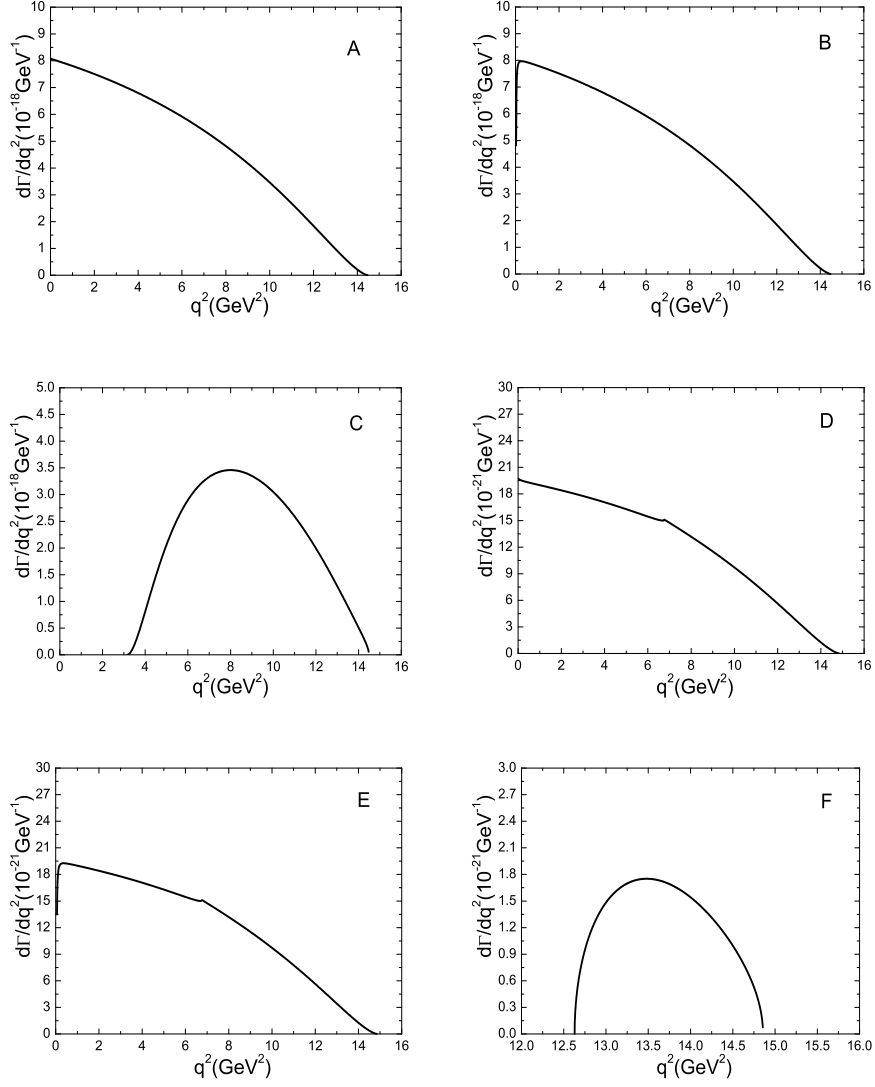 A
dΓ/dq²(10⁻¹⁸GeV⁻¹)
10
9
8
7
6
5
4
3
2
1
0
0 2 4 6 8 10 12 14 16
q²(GeV²)
B
dΓ/dq²(10⁻¹⁸GeV⁻¹)
10
9
8
7
6
5
4
3
2
1
0
0 2 4 6 8 10 12 14 16
q²(GeV²)
C
dΓ/dq²(10⁻¹⁸GeV⁻¹)
5.0
4.5
4.0
3.5
3.0
2.5
2.0
1.5
1.0
0.5
0.0
0 2 4 6 8 10 12 14 16
q²(GeV²)
D
dΓ/dq²(10⁻²¹GeV⁻¹)
30
27
24
21
18
15
12
9
6
3
0
0 2 4 6 8 10 12 14 16
q²(GeV²)
E
dΓ/dq²(10⁻²¹GeV⁻¹)
30
27
24
21
18
15
12
9
6
3
0
0 2 4 6 8 10 12 14 16
q²(GeV²)
F
dΓ/dq²(10⁻²¹GeV⁻¹)
3.0
2.7
2.4
2.1
1.8
1.5
1.2
0.9
0.6
0.3
0.0
12.0 12.5 13.0 13.5 14.0 14.5 15.0 15.5 16.0
q²(GeV²)